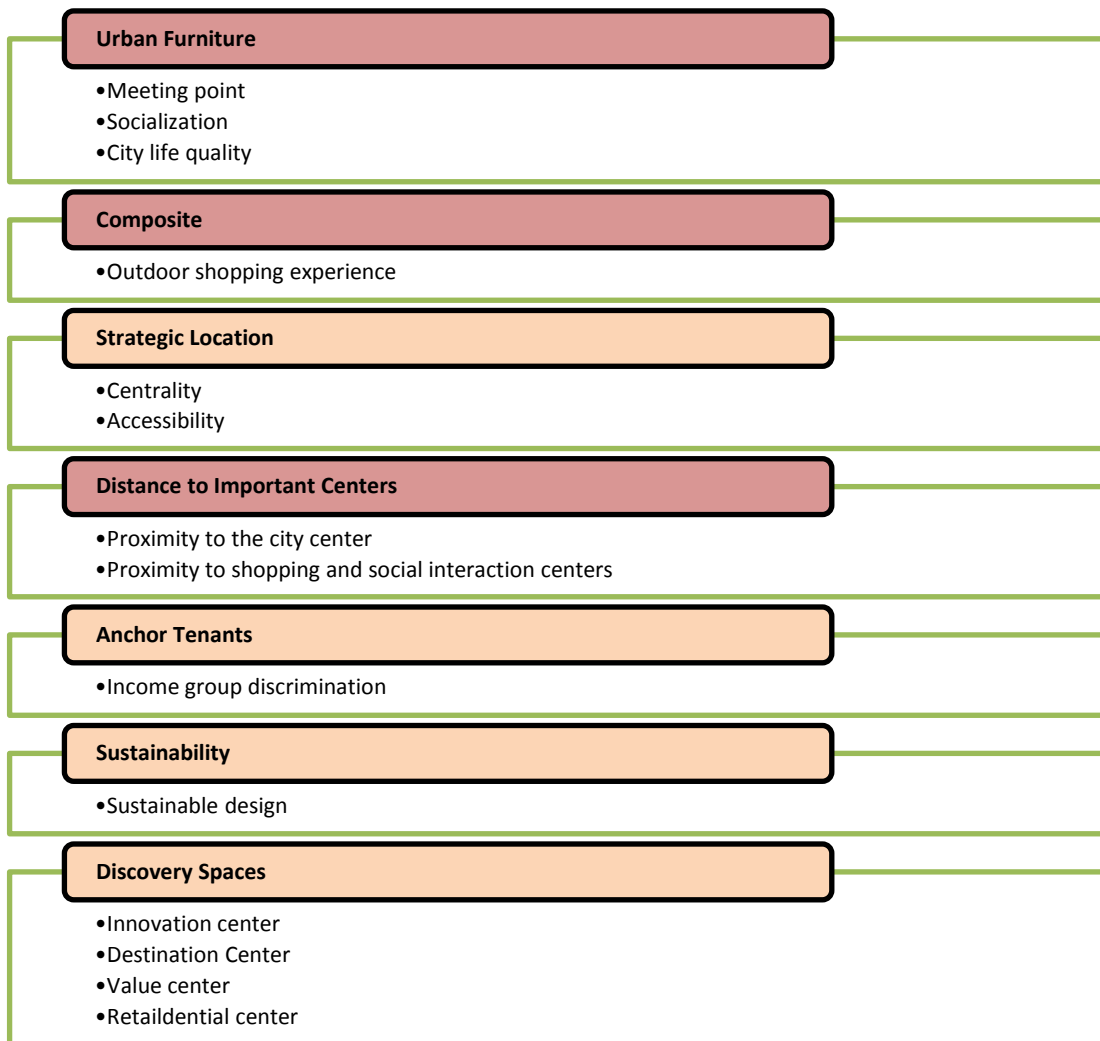 Urban Furniture
•Meeting point
•Socialization
•City life quality
Composite
•Outdoor shopping experience
Strategic Location
•Centrality
•Accessibility
Distance to Important Centers
•Proximity to the city center
•Proximity to shopping and social interaction centers
Anchor Tenants
•Income group discrimination
Sustainability
•Sustainable design
Discovery Spaces
•Innovation center
•Destination Center
•Value center
•Retaildential center